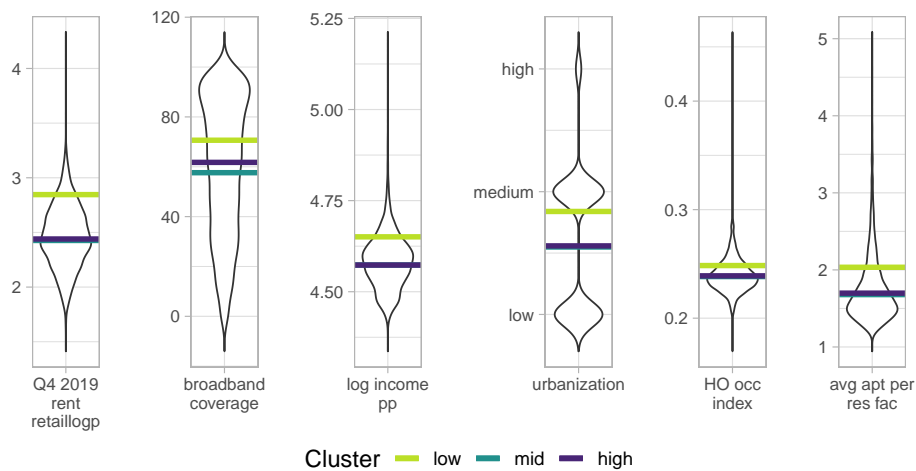 4
3
2
Q4 2019
rent
retaillogp
120
80
40
0
broadband
coverage
5.25
5.00
4.75
4.50
log income
pp
high
medium
low
urbanization
0.4
0.3
0.2
HO occ
index
5
4
3
2
1
avg apt per
res fac
Cluster low mid high